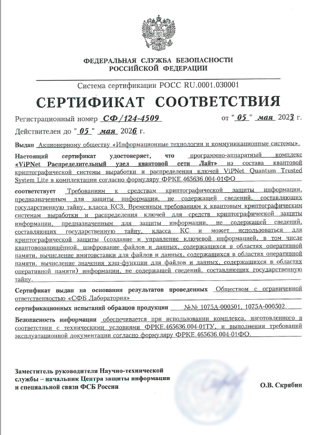 ФЕДЕРАЛЬНАЯ СЛУЖБА БЕЗОПАСНОСТИ
РОССИЙСКОЙ ФЕДЕРАЦИИ
Система сертификации РОСС RU.0001.030001
СЕРТИФИКАТ СООТВЕТСТВИЯ
Регистрационный номер СФ/124-4509 от "05" мая 2023 г.
Действителен до "05" мая 2026 г.
Выдан Акционерному обществу «Информационные технологии и коммуникационные системы».
Настоящий сертификат удостоверяет, что программно-аппаратный комплекс
«ViPNet Распределительный узел квантовой сети Лайт» из состава квантовой
криптографической системы выработки и распределения ключей ViPNet Quantum Trusted
System Lite в комплектации согласно формуляру ФРКЕ.465636.004-01ФО
соответствует Требованиям к средствам криптографической защиты информации,
предназначенным для защиты информации, не содержащей сведений, составляющих
государственную тайну, класса КС3, Временным требованиям к квантовым криптографическим
системам выработки и распределения ключей для средств криптографической защиты
информации, предназначенным для защиты информации, не содержащей сведений,
составляющих государственную тайну, класса КС и может использоваться для
криптографической защиты (создание и управление ключевой информацией, в том числе
квантовозащищённой, шифрование файлов и данных, содержащихся в областях оперативной
памяти, вычисление имитовставки для файлов и данных, содержащихся в областях оперативной
памяти, вычисление значения хэш-функции для файлов и данных, содержащихся в областях
оперативной памяти) информации, не содержащей сведений, составляющих государственную
тайну.
Сертификат выдан на основании результатов проведенных Обществом с ограниченной
ответственностью «СФБ Лаборатория»
сертификационных испытаний образцов продукции №№ 1075А-000501, 1075А-000502.
Безопасность информации обеспечивается при использовании комплекса, изготовленного в
соответствии с техническими условиями ФРКЕ.465636.004-01ТУ, и выполнении требований
эксплуатационной документации согласно формуляру ФРКЕ.465636.004-01ФО.
Заместитель руководителя Научно-технической
службы – начальник Центра защиты информации
и специальной связи ФСБ России
О.В. Скрябин